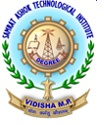 SAMRAT ASHOK TECHNOLOGICAL INSTITUTE
DEGREE
VIDISHA M.P.